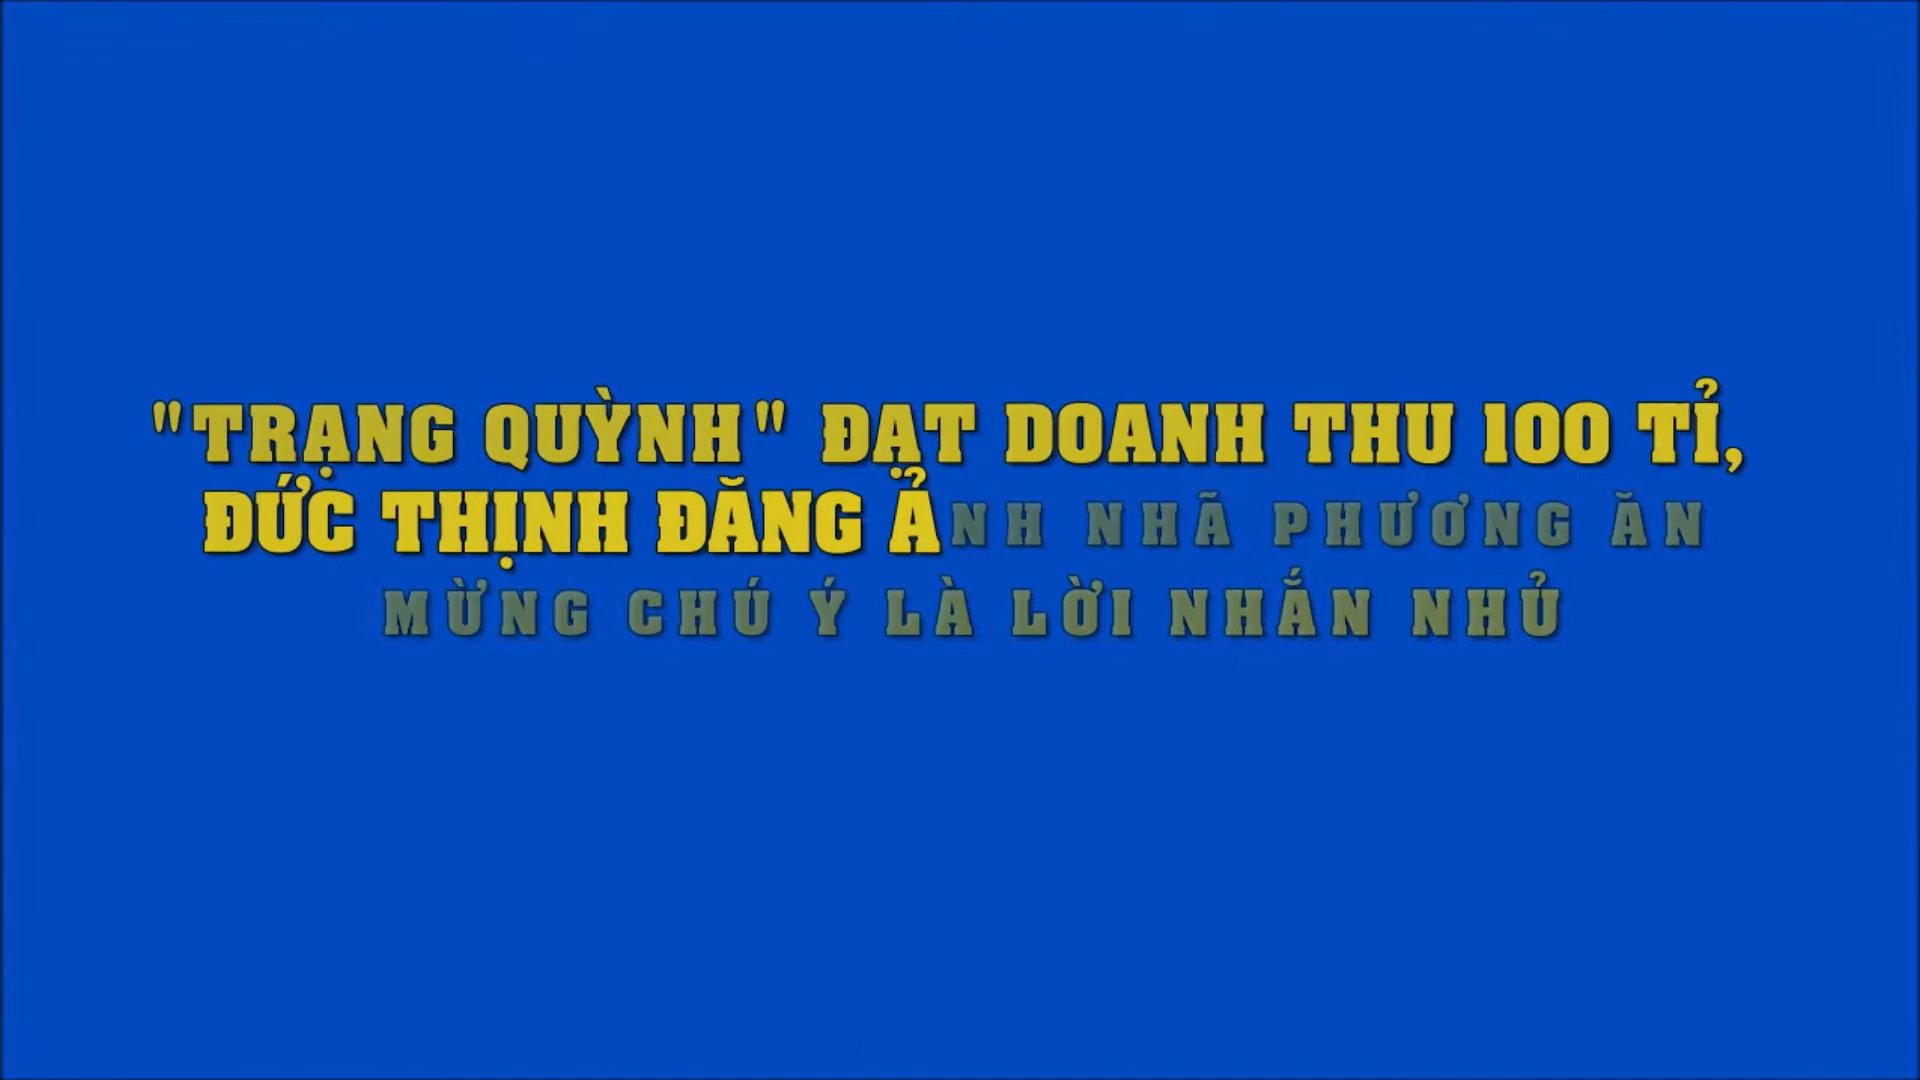 "TRẠNG QUỲNH" ĐẠT DOANH THU 100 TỈ,
ĐỨC THỊNH ĐĂNG ẢNH NHÃ PHƯƠNG ĂN
MỪNG CHÚ Ý LÀ LỜI NHẮN NHỦ